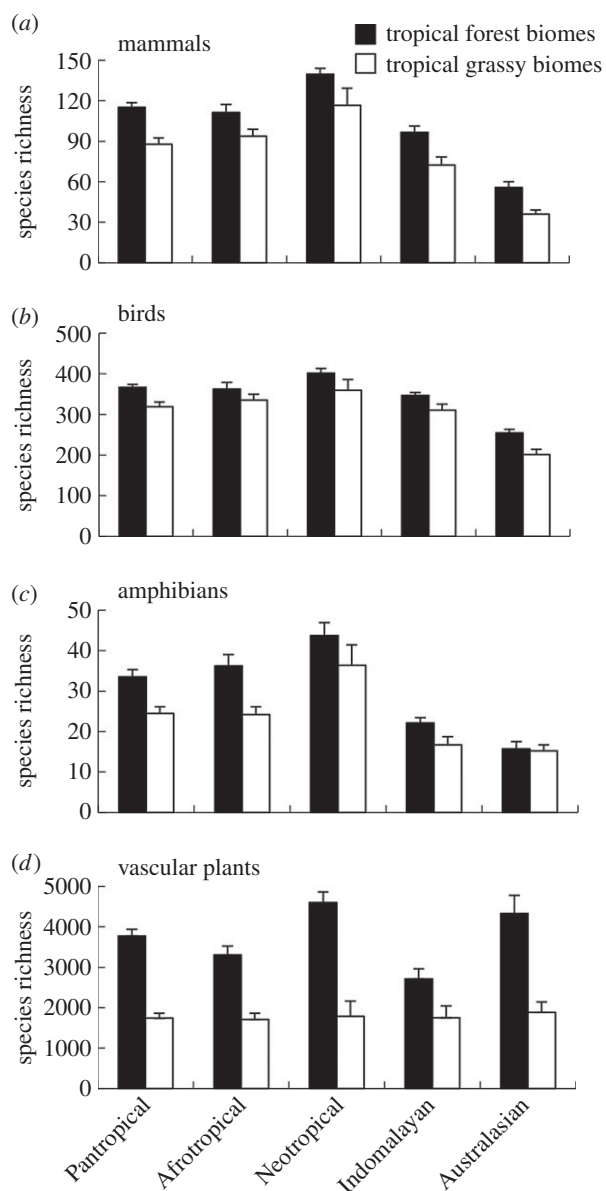 (a) mammals
tropical forest biomes
tropical grassy biomes
150
120
90
60
30
0
species richness
(b) birds
500
400
300
200
100
0
species richness
(c) amphibians
50
40
30
20
10
0
species richness
(d) vascular plants
5000
4000
3000
2000
1000
0
species richness
Pantropical
Afrotropical
Neotropical
Indomalayan
Australasian